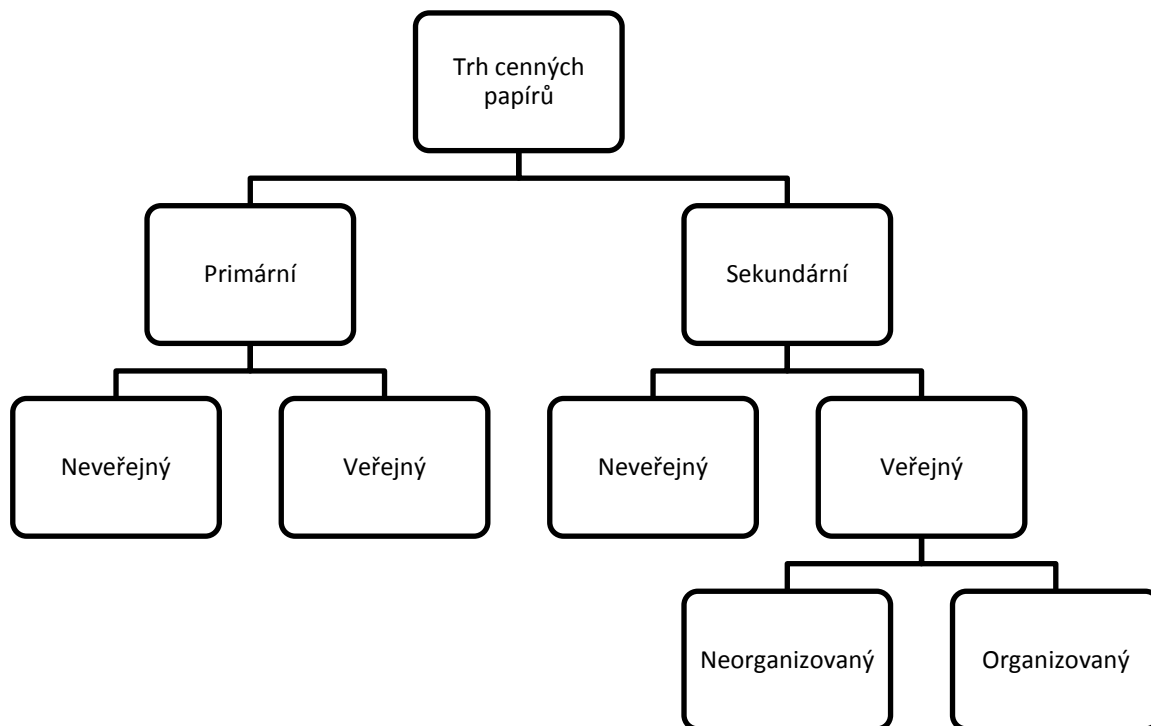 Trh cenných
papírů
Primární
Sekundární
Neveřejný
Veřejný
Neveřejný
Veřejný
Neorganizovaný
Organizovaný